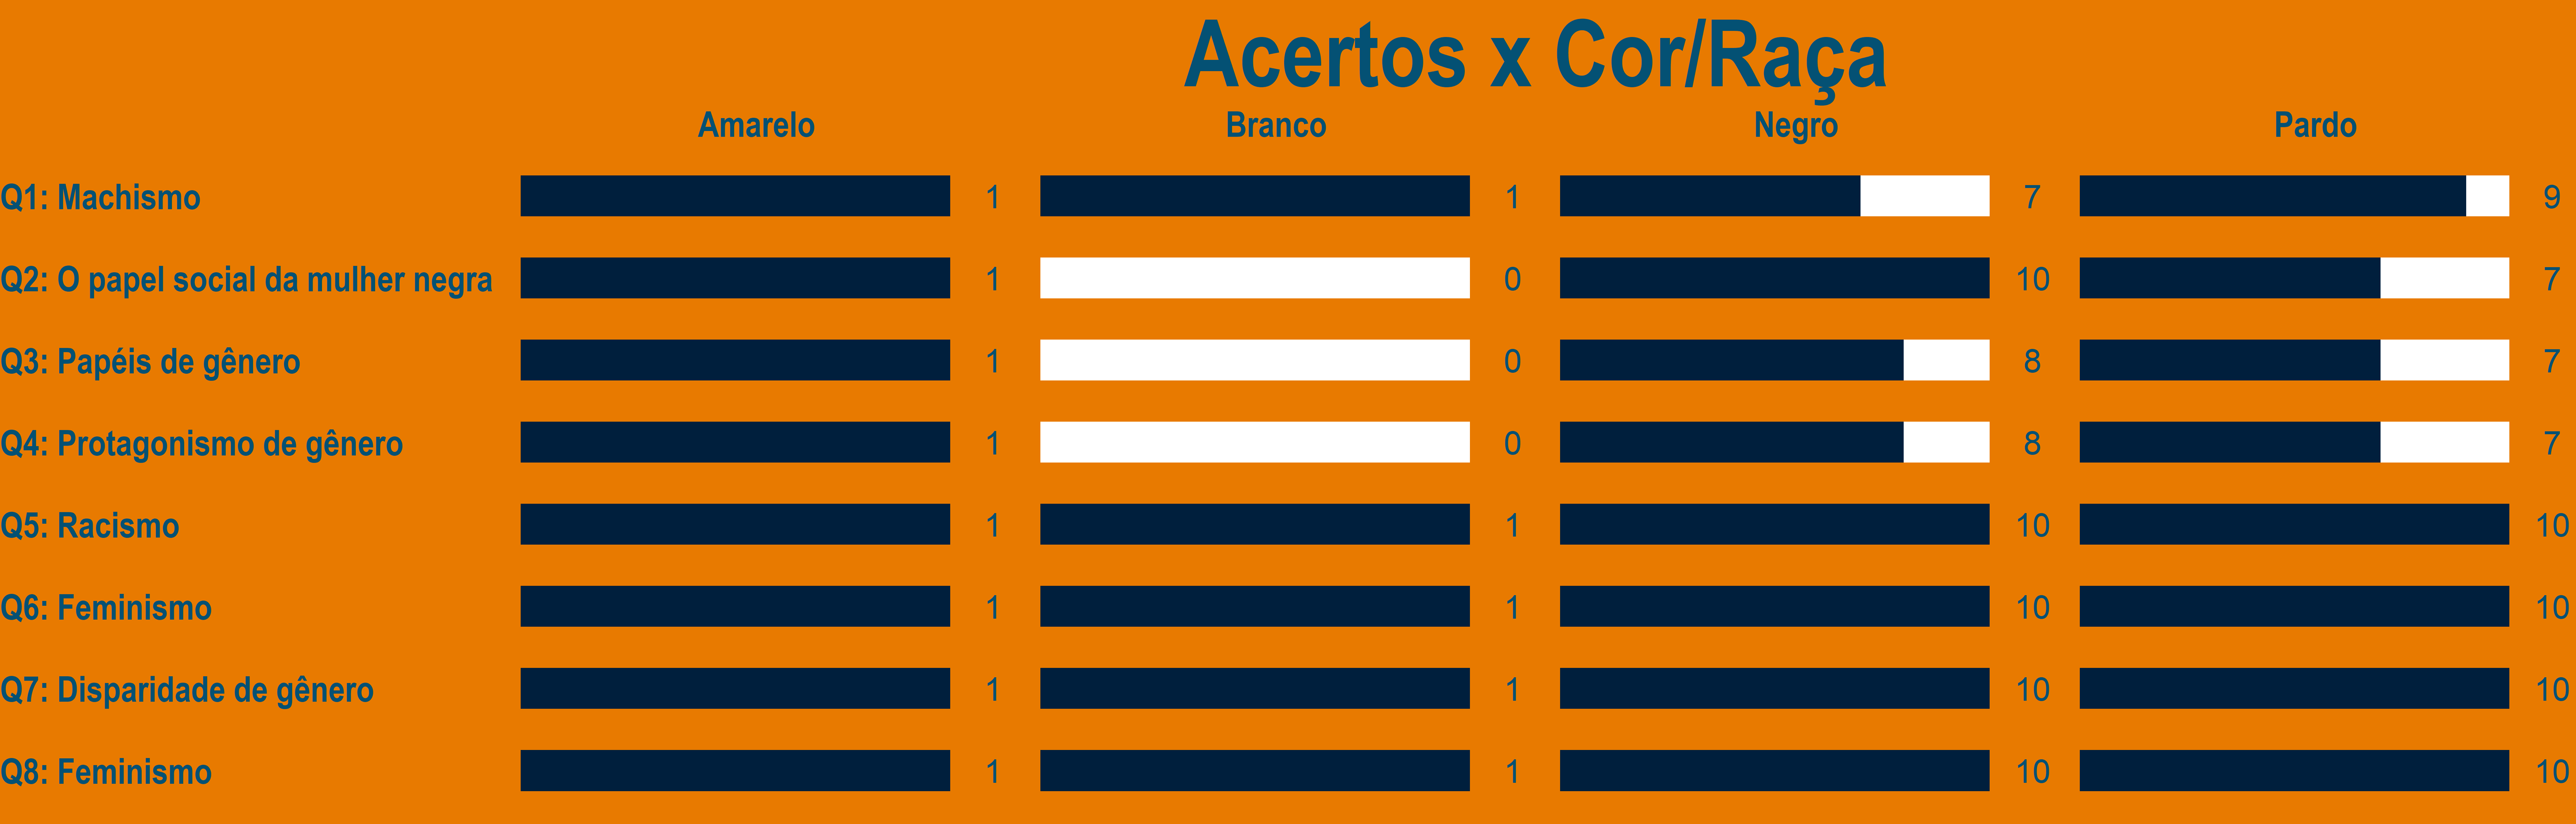 Acertos x Cor/Raça
Amarelo Branco Negro Pardo
Q1: Machismo 1 1 7 9
Q2: O papel social da mulher negra 1 0 10 7
Q3: Papéis de gênero 1 0 8 7
Q4: Protagonismo de gênero 1 0 8 7
Q5: Racismo 1 1 10 10
Q6: Feminismo 1 1 10 10
Q7: Disparidade de gênero 1 1 10 10
Q8: Feminismo 1 1 10 10